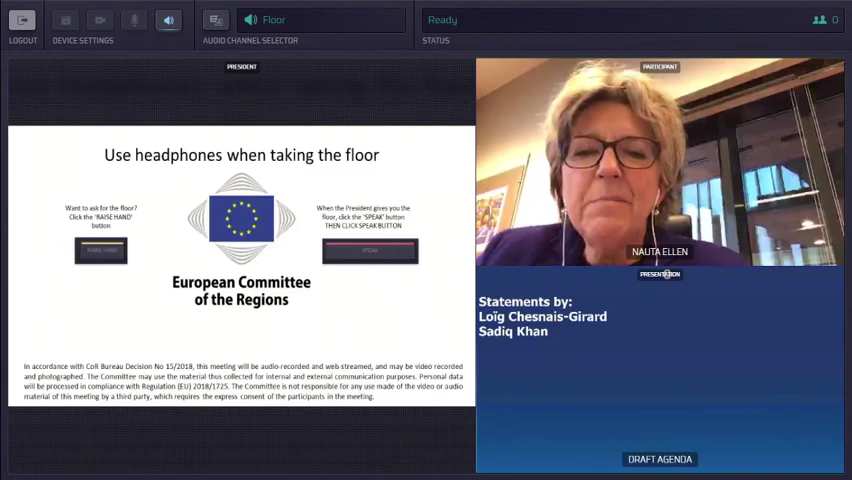 Floor
Ready
0
LOGOUT
DEVICE SETTINGS
AUDIO CHANNEL SELECTOR
STATUS
PRESIDENT
Use headphones when taking the floor
Want to ask for the floor?
Click the 'RAISE HAND'
button
RAISE HAND
When the President gives you the
floor, click the 'SPEAK' button
THEN CLICK SPEAK BUTTON
SPEAK
European Committee
of the Regions
In accordance with CoR Bureau Decision No 15/2018, this meeting will be audio-recorded and web streamed, and may be video recorded
and photographed. The Committee may use the material thus collected for internal and external communication purposes. Personal data
will be processed in compliance with Regulation (EU) 2018/1725. The Committee is not responsible for any use made of the video or audio
material of this meeting by a third party, which requires the express consent of the participants in the meeting.
PARTICIPANT
NAUTA ELLEN
PRESENTATION
Statements by:
Loïg Chesnais-Girard
Sadiq Khan
DRAFT AGENDA